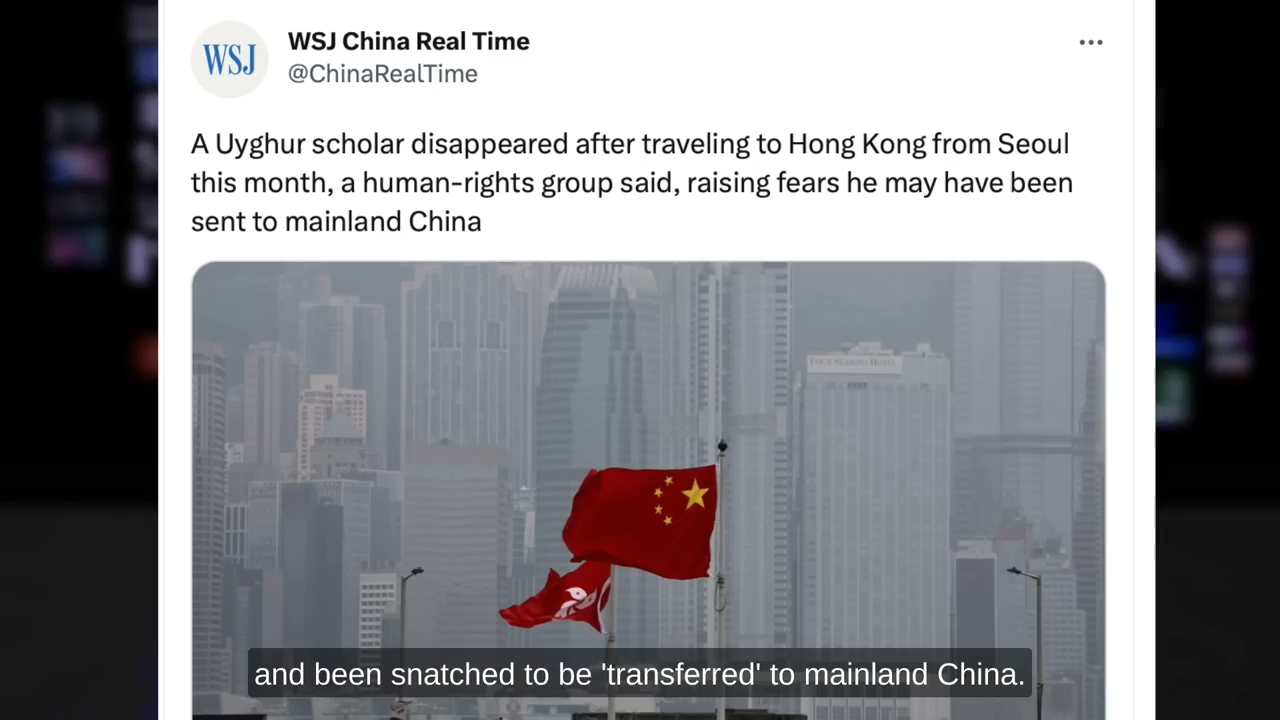 WSJ
WSJ China Real Time
@ChinaRealTime
A Uyghur scholar disappeared after traveling to Hong Kong from Seoul
this month, a human-rights group said, raising fears he may have been
sent to mainland China
FOUR SEASONS HOTEL
and been snatched to be 'transferred' to mainland China.